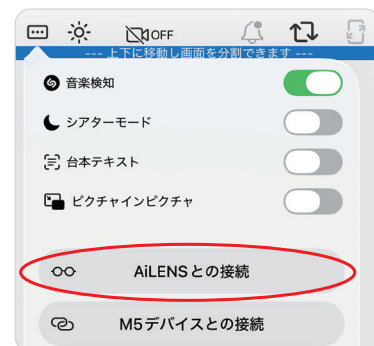 OFF
--- 上下に移動し画面を分割できます ---
音楽検知
シアターモード
台本テキスト
ピクチャインピクチャ
AiLENSとの接続
M5デバイスとの接続